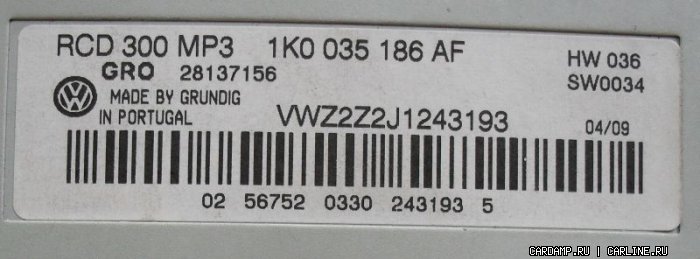 RCD 300 MP3 1K0 035 186 AF
GRO 28137156
HW 036
SW0034
MADE BY GRUNDIG
IN PORTUGAL
VWZ2Z2J1243193
04/09
02 56752 0330 243193 5
CARDAMP.RU | CARLINE.RU